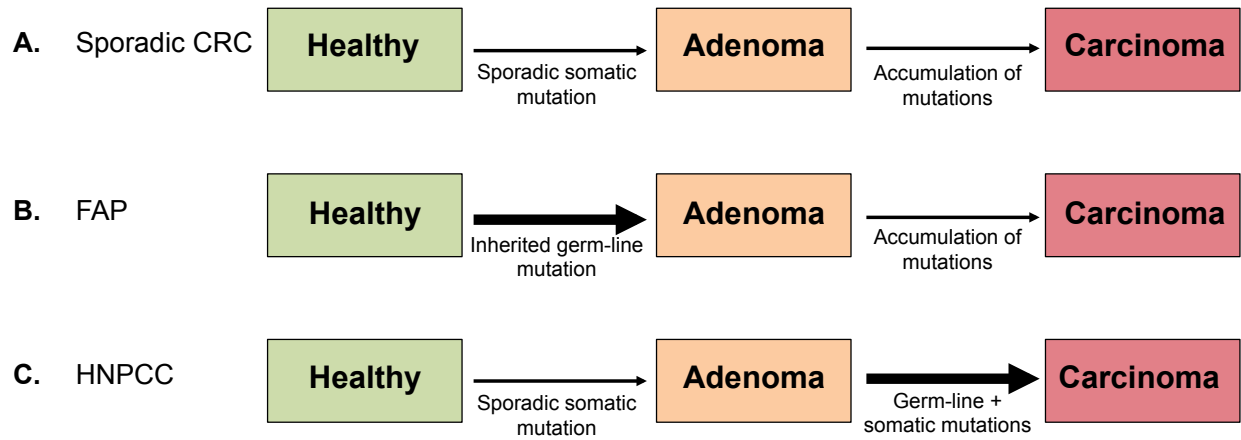 A. Sporadic CRC Healthy Adenoma Carcinoma
Sporadic somatic
mutation
Accumulation of
mutations
B. FAP Healthy Adenoma Carcinoma
Inherited germ-line
mutation
Accumulation of
mutations
C. HNPCC Healthy Adenoma Carcinoma
Sporadic somatic
mutation
Germ-line +
somatic mutations